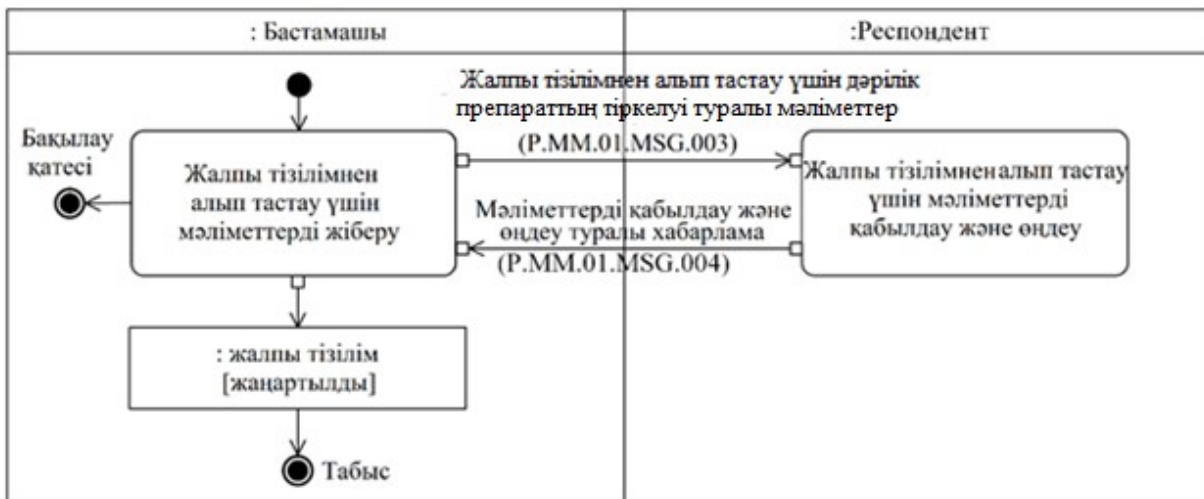 : Бастамашы
:Респондент
Жалпы тізілімнен алып тастау үшін дәрілік
препараттың тіркелуі туралы мәліметтер
(P.MM.01.MSG.003)
Бақылау
қатесі
Жалпы тізілімнен
алып тастау үшін
мәліметтерді жіберу
Жалпы тізілімнен алып тастау
үшін мәліметтерді
қабылдау және өңдеу
Мәліметтерді қабылдау және
өңдеу туралы хабарлама
(P.MM.01.MSG.004)
: жалпы тізілім
[жаңартылды]
Табыс